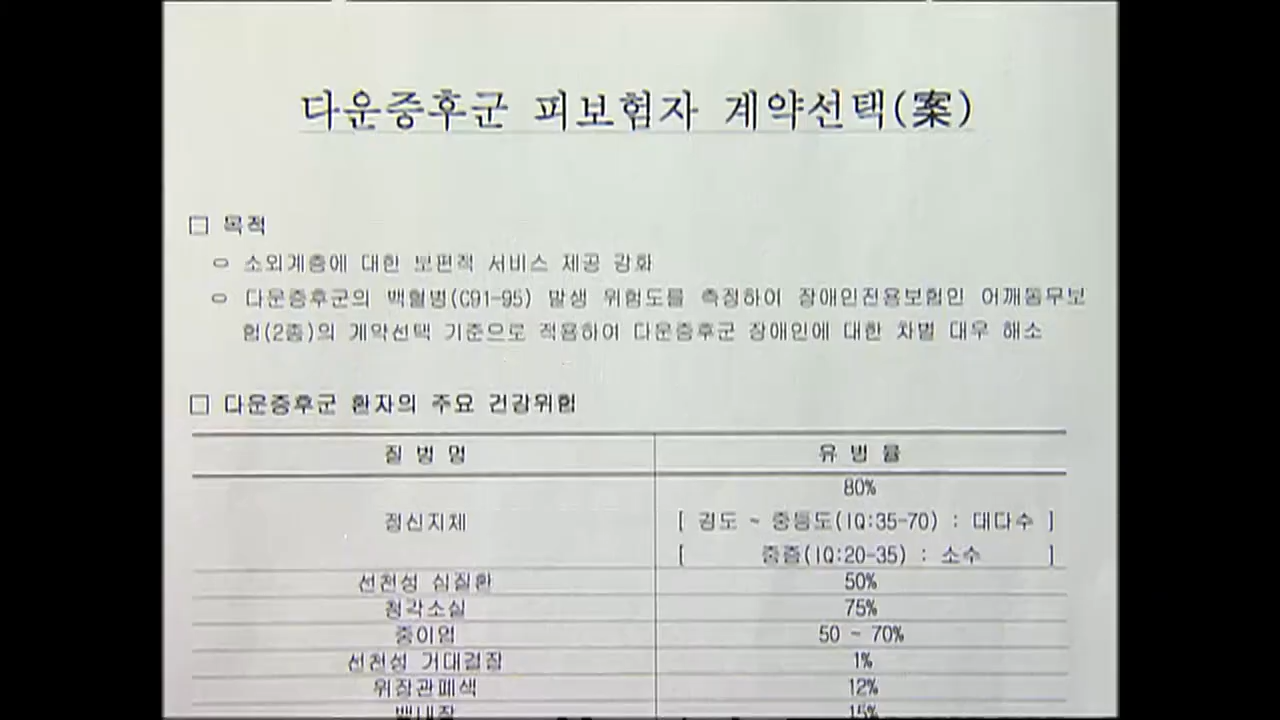 다운증후군 피보험자 계약선택(案)
□ 목적
○ 소외계층에 대한 보편적 서비스 제공 강화
○ 다운증후군의 백혈병(C91-95) 발생 위험도를 측정하여 장애인전용보험인 어깨동무보
험(2종)의 계약선택 기준으로 적용하여 다운증후군 장애인에 대한 차별 대우 해소
□ 다운증후군 환자의 주요 건강위험
질 병 명 유 병 률
80%
정신지체 [ 경도 ~ 중등도(IQ:35-70) : 대다수 ]
[ 중증(IQ:20-35) : 소수 ]
선천성 심질환 50%
청각소실 75%
중이염 50 ~ 70%
선천성 거대결장 1%
위장관폐색 12%
백내장 15%